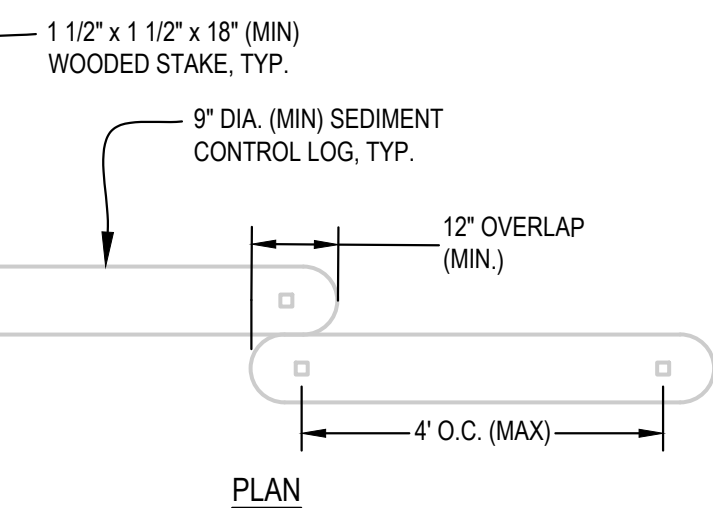 1 1/2" x 1 1/2" x 18" (MIN)
WOODED STAKE, TYP.
9" DIA. (MIN) SEDIMENT
CONTROL LOG, TYP.
12" OVERLAP
(MIN.)
4' O.C. (MAX)
PLAN